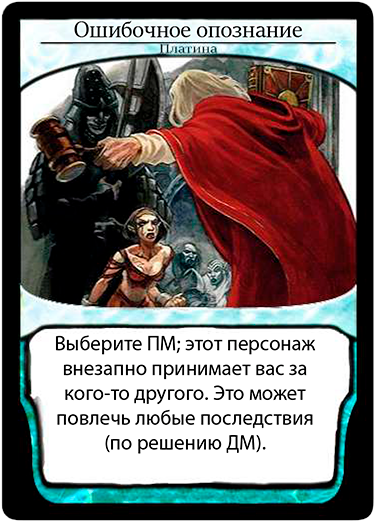 Ошибочное опознание
Платина
Выберите ПМ; этот персонаж
внезапно принимает вас за
кого-то другого. Это может
повлечь любые последствия
(по решению ДМ).